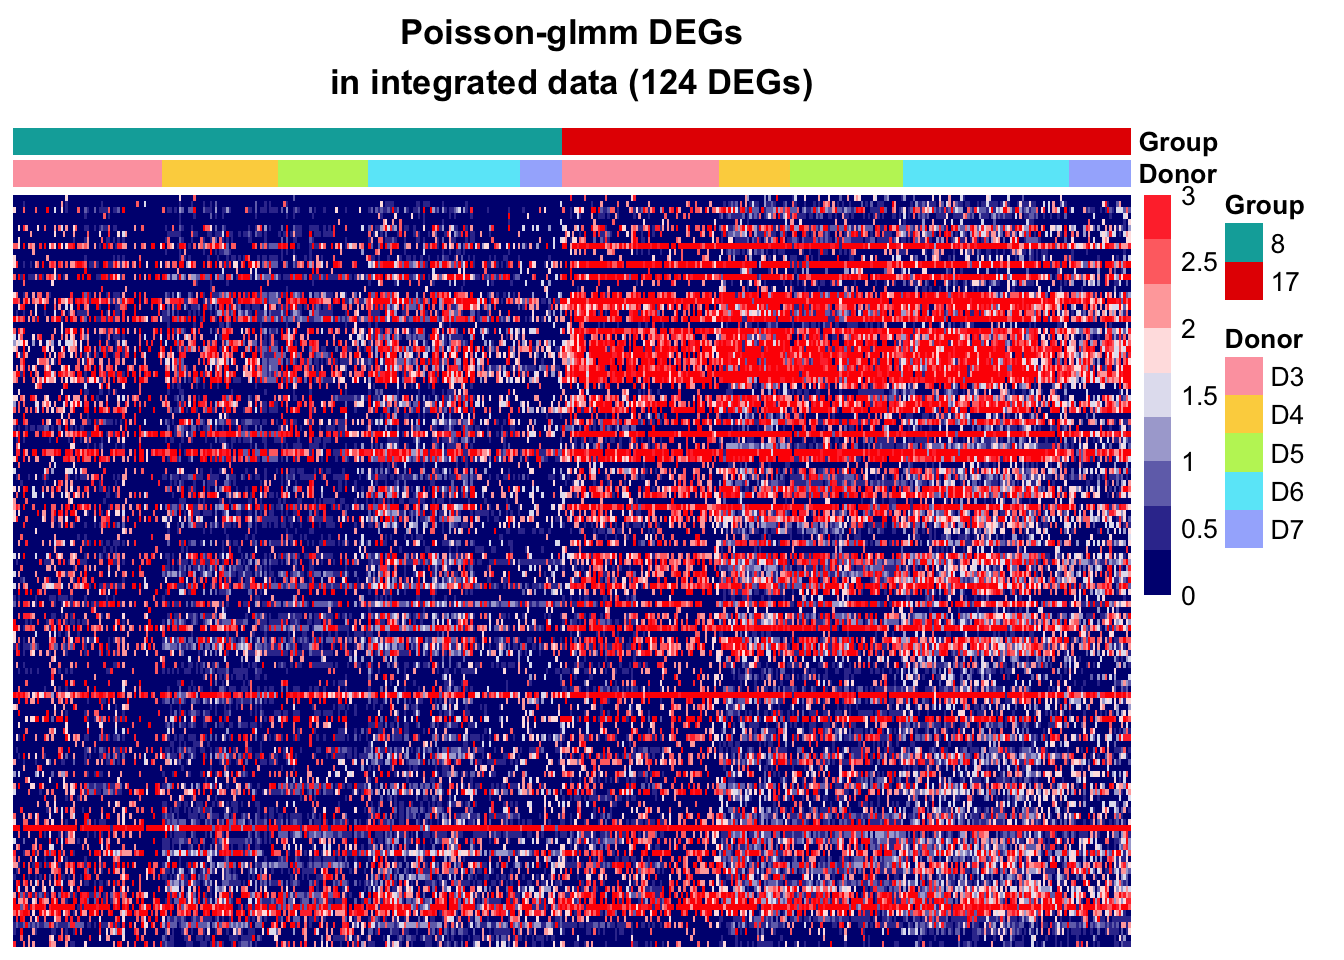 Poisson-glmm DEGs
in integrated data (124 DEGs)
Group
Donor
3
2.5
2
1.5
1
0.5
0
Group
8
17
Donor
D3
D4
D5
D6
D7